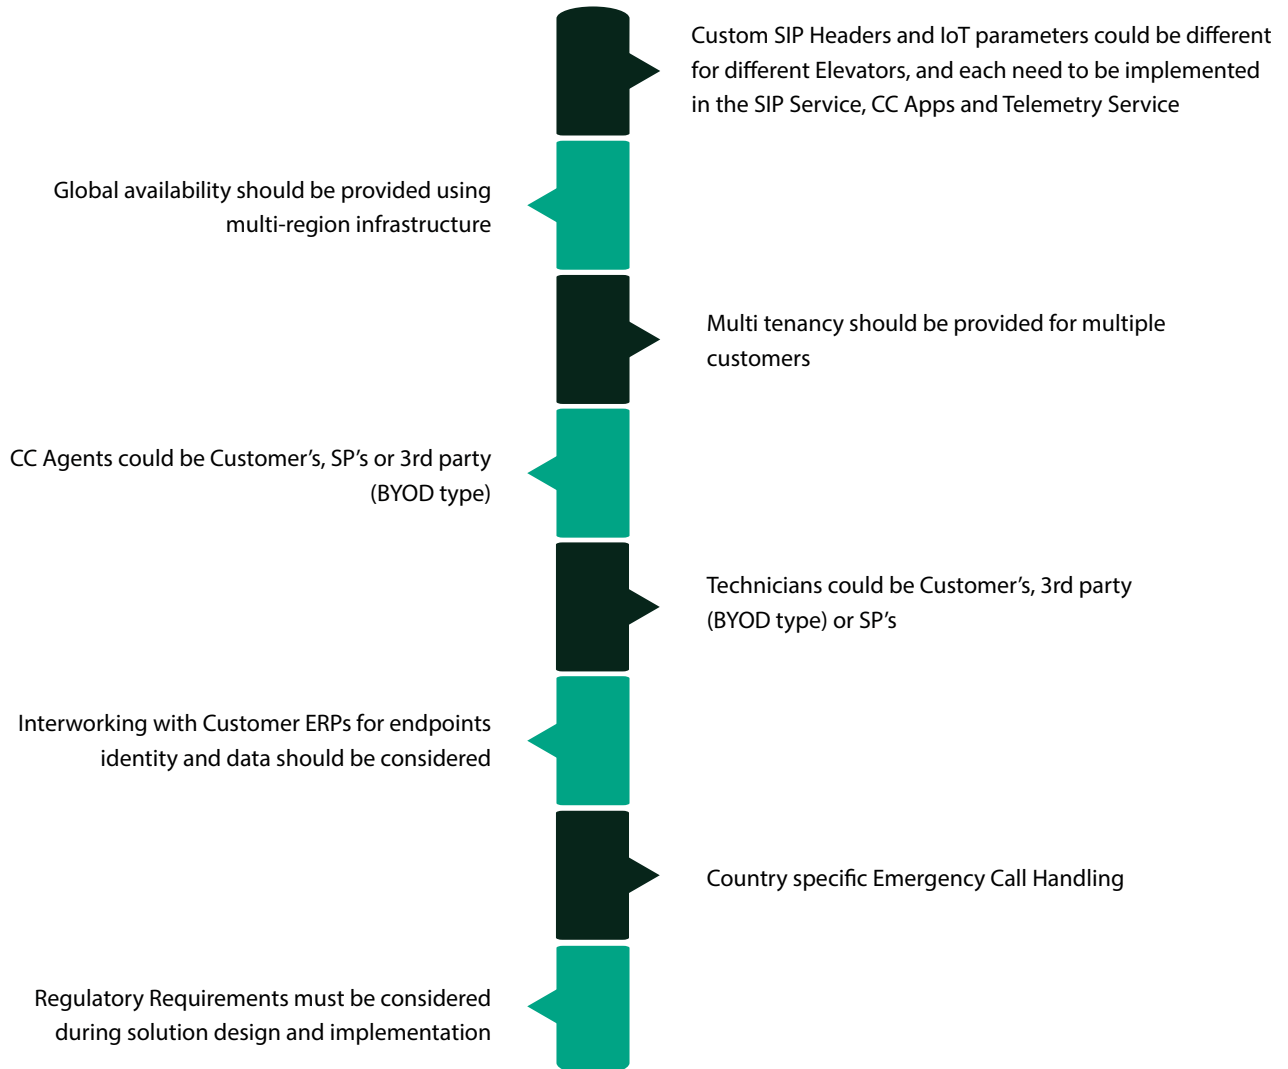 Custom SIP Headers and IoT parameters could be different
for different Elevators, and each need to be implemented
in the SIP Service, CC Apps and Telemetry Service
Global availability should be provided using
multi-region infrastructure
Multi tenancy should be provided for multiple
customers
CC Agents could be Customer’s, SP’s or 3rd party
(BYOD type)
Technicians could be Customer’s, 3rd party
(BYOD type) or SP’s
Interworking with Customer ERPs for endpoints
identity and data should be considered
Country specific Emergency Call Handling
Regulatory Requirements must be considered
during solution design and implementation